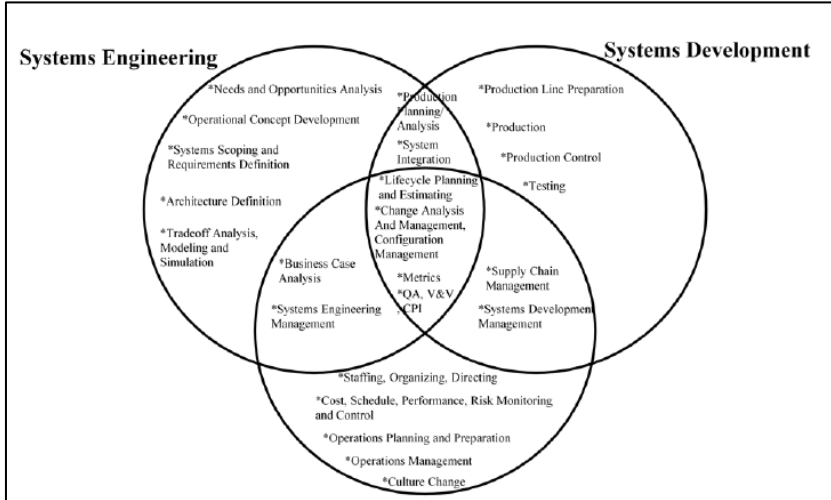 Systems Engineering
Systems Development
*Needs and Opportunities Analysis
*Operational Concept Development
*Systems Scoping and
Requirements Definition
*Architecture Definition
*Tradeoff Analysis,
Modeling and
Simulation
*Production
Planning/
Analysis
*System
Integration
*Production Line Preparation
*Production
*Production Control
*Testing
*Lifecycle Planning
and Estimating
*Change Analysis
And Management,
Configuration
Management
*Metrics
*QA, V&V
, CPI
*Business Case
Analysis
*Systems Engineering
Management
*Supply Chain
Management
*Systems Development
Management
*Staffing, Organizing, Directing
*Cost, Schedule, Performance, Risk Monitoring
and Control
*Operations Planning and Preparation
*Operations Management
*Culture Change